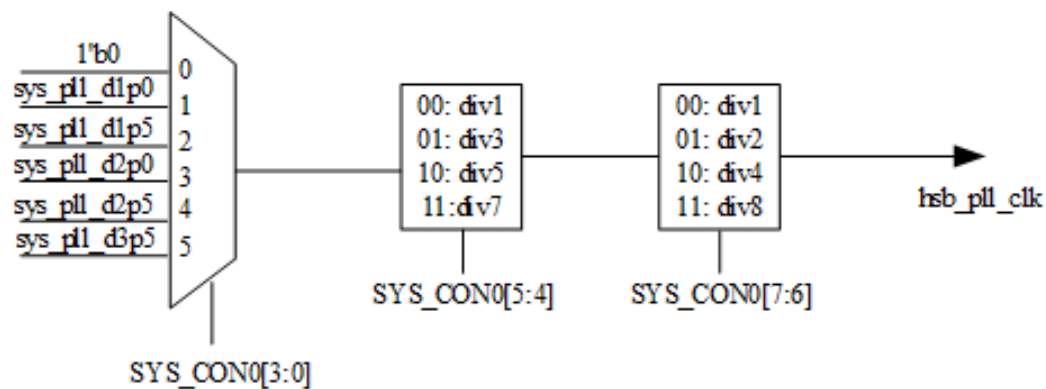 1"b0
0
sys_pll_d1p0
1
sys_pll_d1p5
2
sys_pll_d2p0
3
sys_pll_d2p5
4
sys_pll_d3p5
5
SYS_CON0[3:0]
00: div1
01: div3
10: div5
11:div7
SYS_CON0[5:4]
00: div1
01: div2
10: div4
11: div8
SYS_CON0[7:6]
hsb_pll_clk